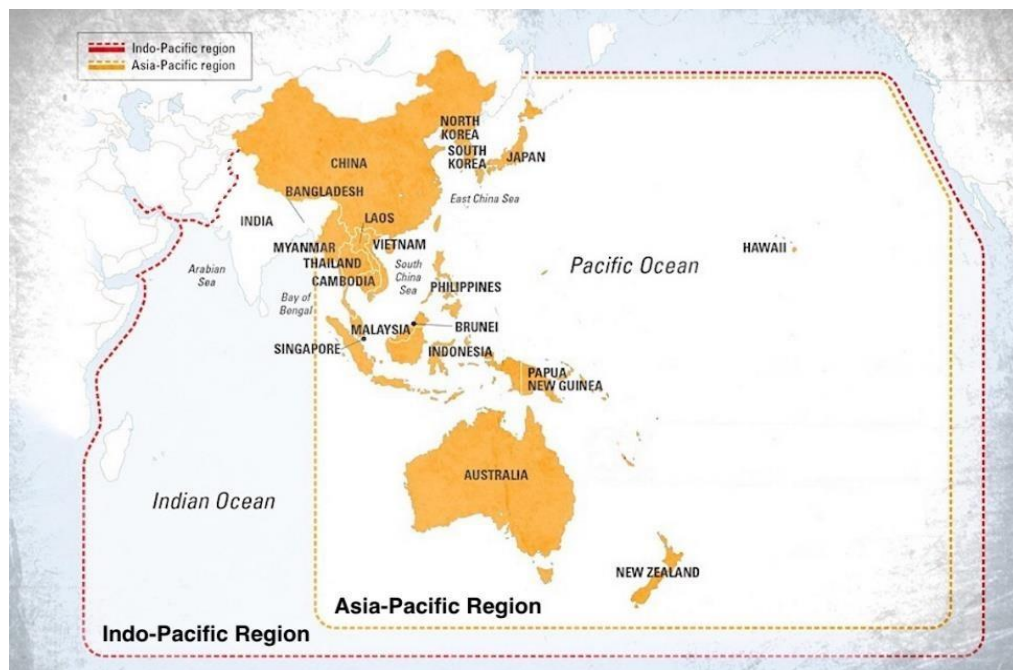 Indo-Pacific region
Asia-Pacific region
NORTH
KOREA
SOUTH
KOREA
JAPAN
CHINA
East China Sea
BANGLADESH
INDIA
LAOS
MYANMAR
VIETNAM
THAILAND
CAMBODIA
South
China
Sea
HAWAII
Pacific Ocean
Arabian
Sea
Bay of
Bengal
PHILIPPINES
MALAYSIA
BRUNEI
SINGAPORE
INDONESIA
PAPUA
NEW GUINEA
AUSTRALIA
Indian Ocean
NEW ZEALAND
Asia-Pacific Region
Indo-Pacific Region